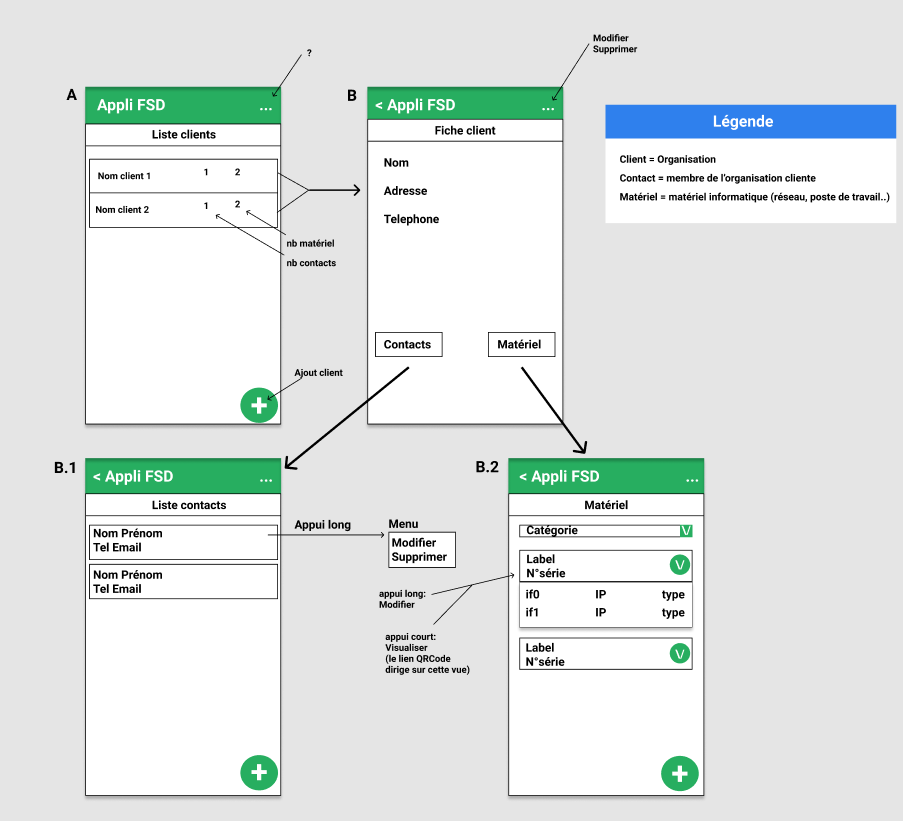 ?
A
Appli FSD
...
Liste clients
Nom client 1
1
2
Nom client 2
1
2
nb matériel
nb contacts
Ajout client
+
Modifier
Supprimer
B
< Appli FSD
...
Fiche client
Nom
Adresse
Telephone
Contacts
Matériel
Légende
Client = Organisation
Contact = membre de l'organisation cliente
Matériel = matériel informatique (réseau, poste de travail..)
B.1
< Appli FSD
...
Liste contacts
Nom Prénom
Tel Email
Nom Prénom
Tel Email
+
Appui long
Menu
Modifier
Supprimer
appui long:
Modifier
appui court:
Visualiser
(le lien QRCode
dirige sur cette vue)
B.2
< Appli FSD
...
Matériel
Catégorie
V
Label
N°série
V
if0 IP type
if1 IP type
Label
N°série
V
+